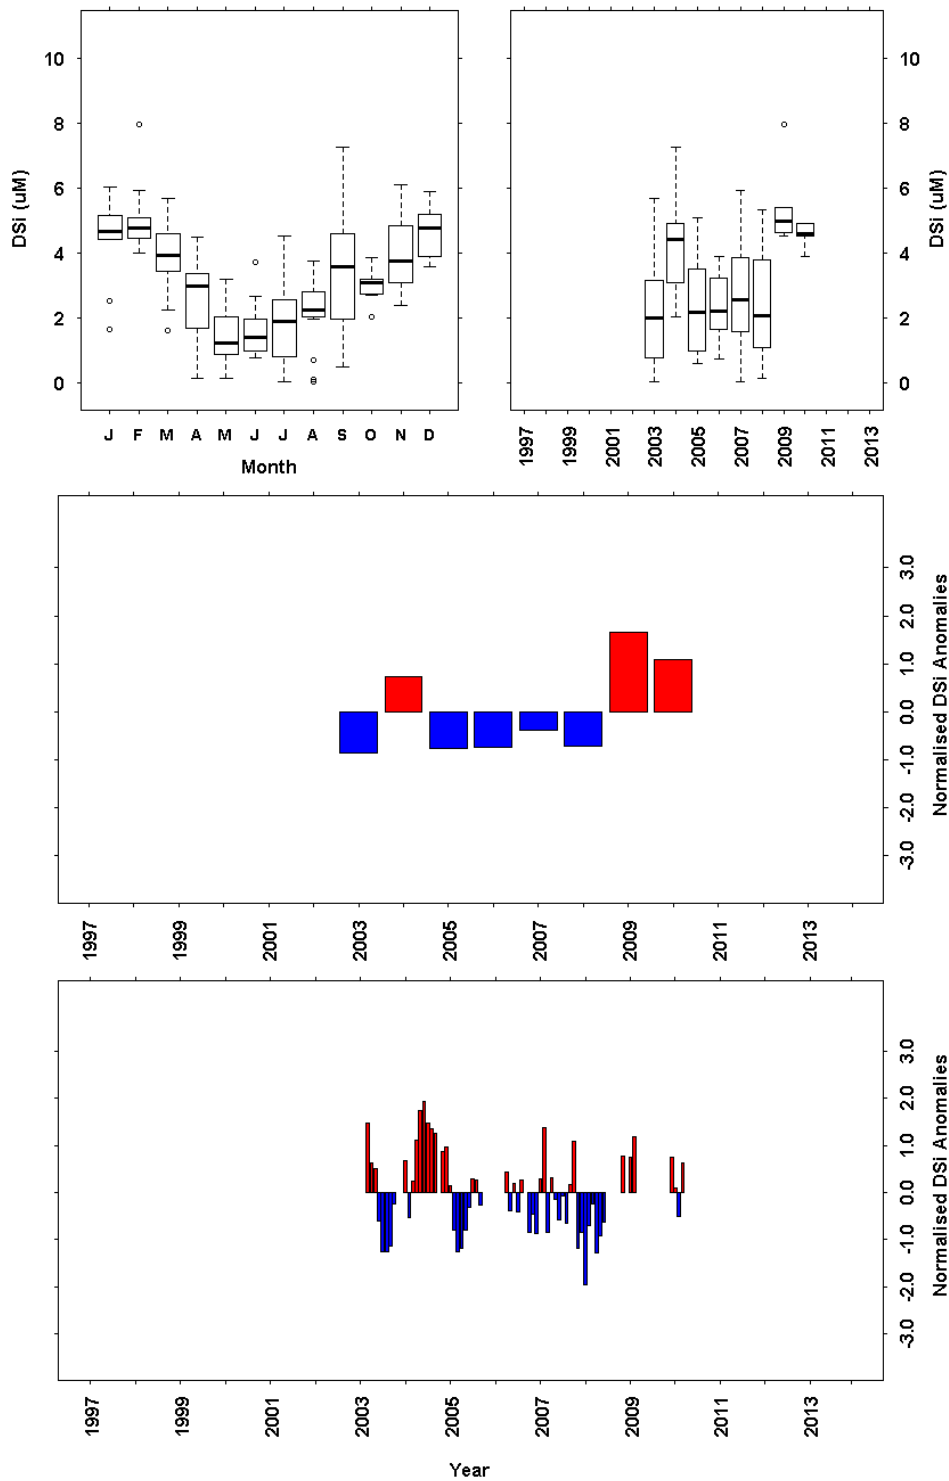 10
8
6
4
2
0
DSi (uM)
J F M A M J J A S O N D
Month
10
8
6
4
2
0
DSi (uM)
1997 1999 2001 2003 2005 2007 2009 2011 2013
3.0
2.0
1.0
0.0
-1.0
-2.0
-3.0
Normalised DSi Anomalies
1997 1999 2001 2003 2005 2007 2009 2011 2013
3.0
2.0
1.0
0.0
-1.0
-2.0
-3.0
Normalised DSi Anomalies
1997 1999 2001 2003 2005 2007 2009 2011 2013
Year